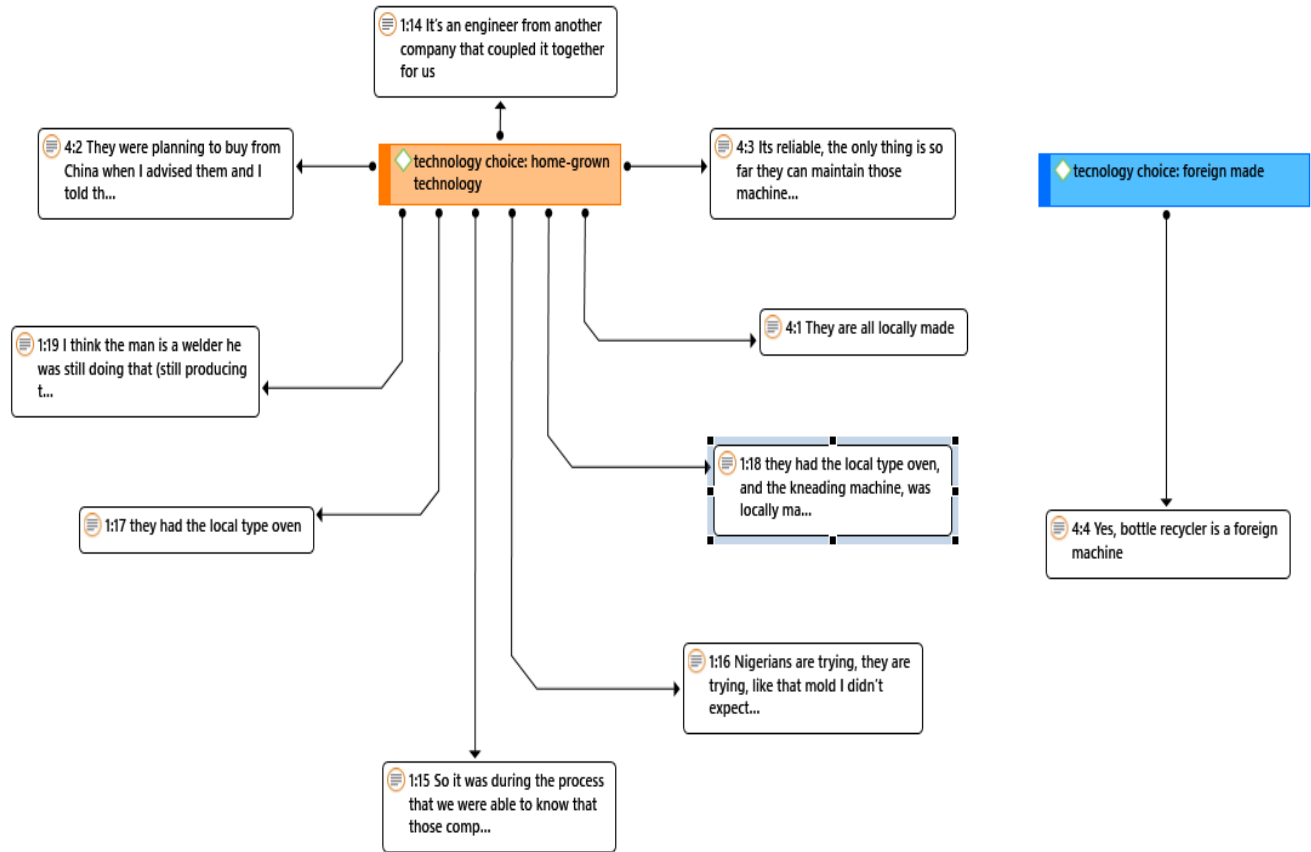 1:14 It's an engineer from another
company that coupled it together
for us
4:2 They were planning to buy from
China when I advised them and I
told th...
technology choice: home-grown
technology
4:3 Its reliable, the only thing is so
far they can maintain those
machine...
tecnology choice: foreign made
4:1 They are all locally made
1:19 I think the man is a welder he
was still doing that (still producing
t...
1:18 they had the local type oven,
and the kneading machine, was
locally ma...
1:17 they had the local type oven
4:4 Yes, bottle recycler is a foreign
machine
1:16 Nigerians are trying, they are
trying, like that mold I didn't
expect...
1:15 So it was during the process
that we were able to know that
those comp...